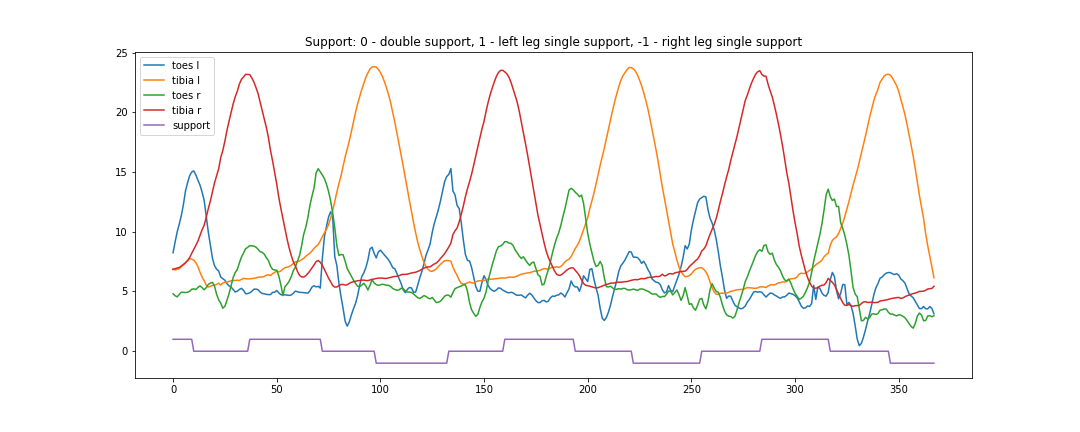 Support: 0 - double support, 1 - left leg single support, -1 - right leg single support
25
20
15
10
5
0
toes l
tibia l
toes r
tibia r
support
0 50 100 150 200 250 300 350